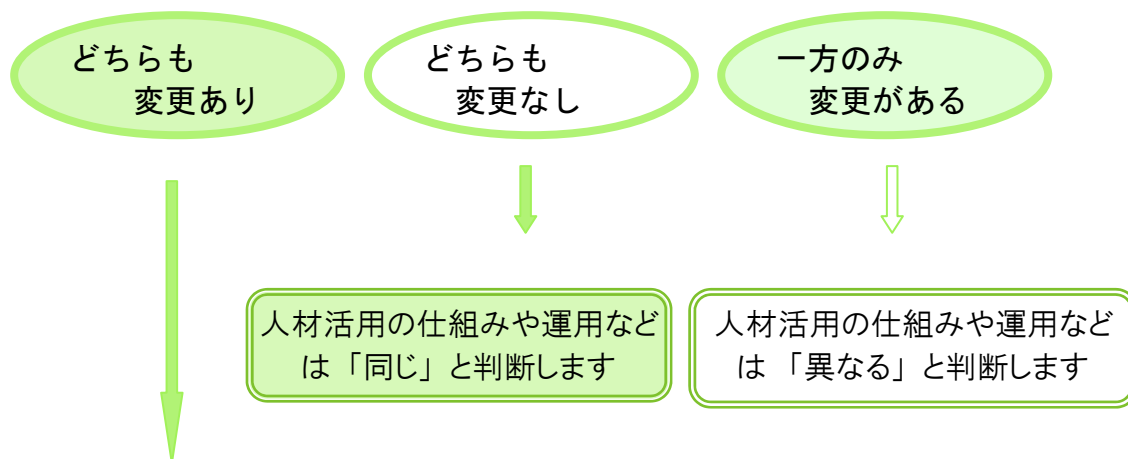 どちらも
変更あり
どちらも
変更なし
一方のみ
変更がある
人材活用の仕組みや運用など
は「同じ」と判断します
人材活用の仕組みや運用など
は 「異なる」と判断します